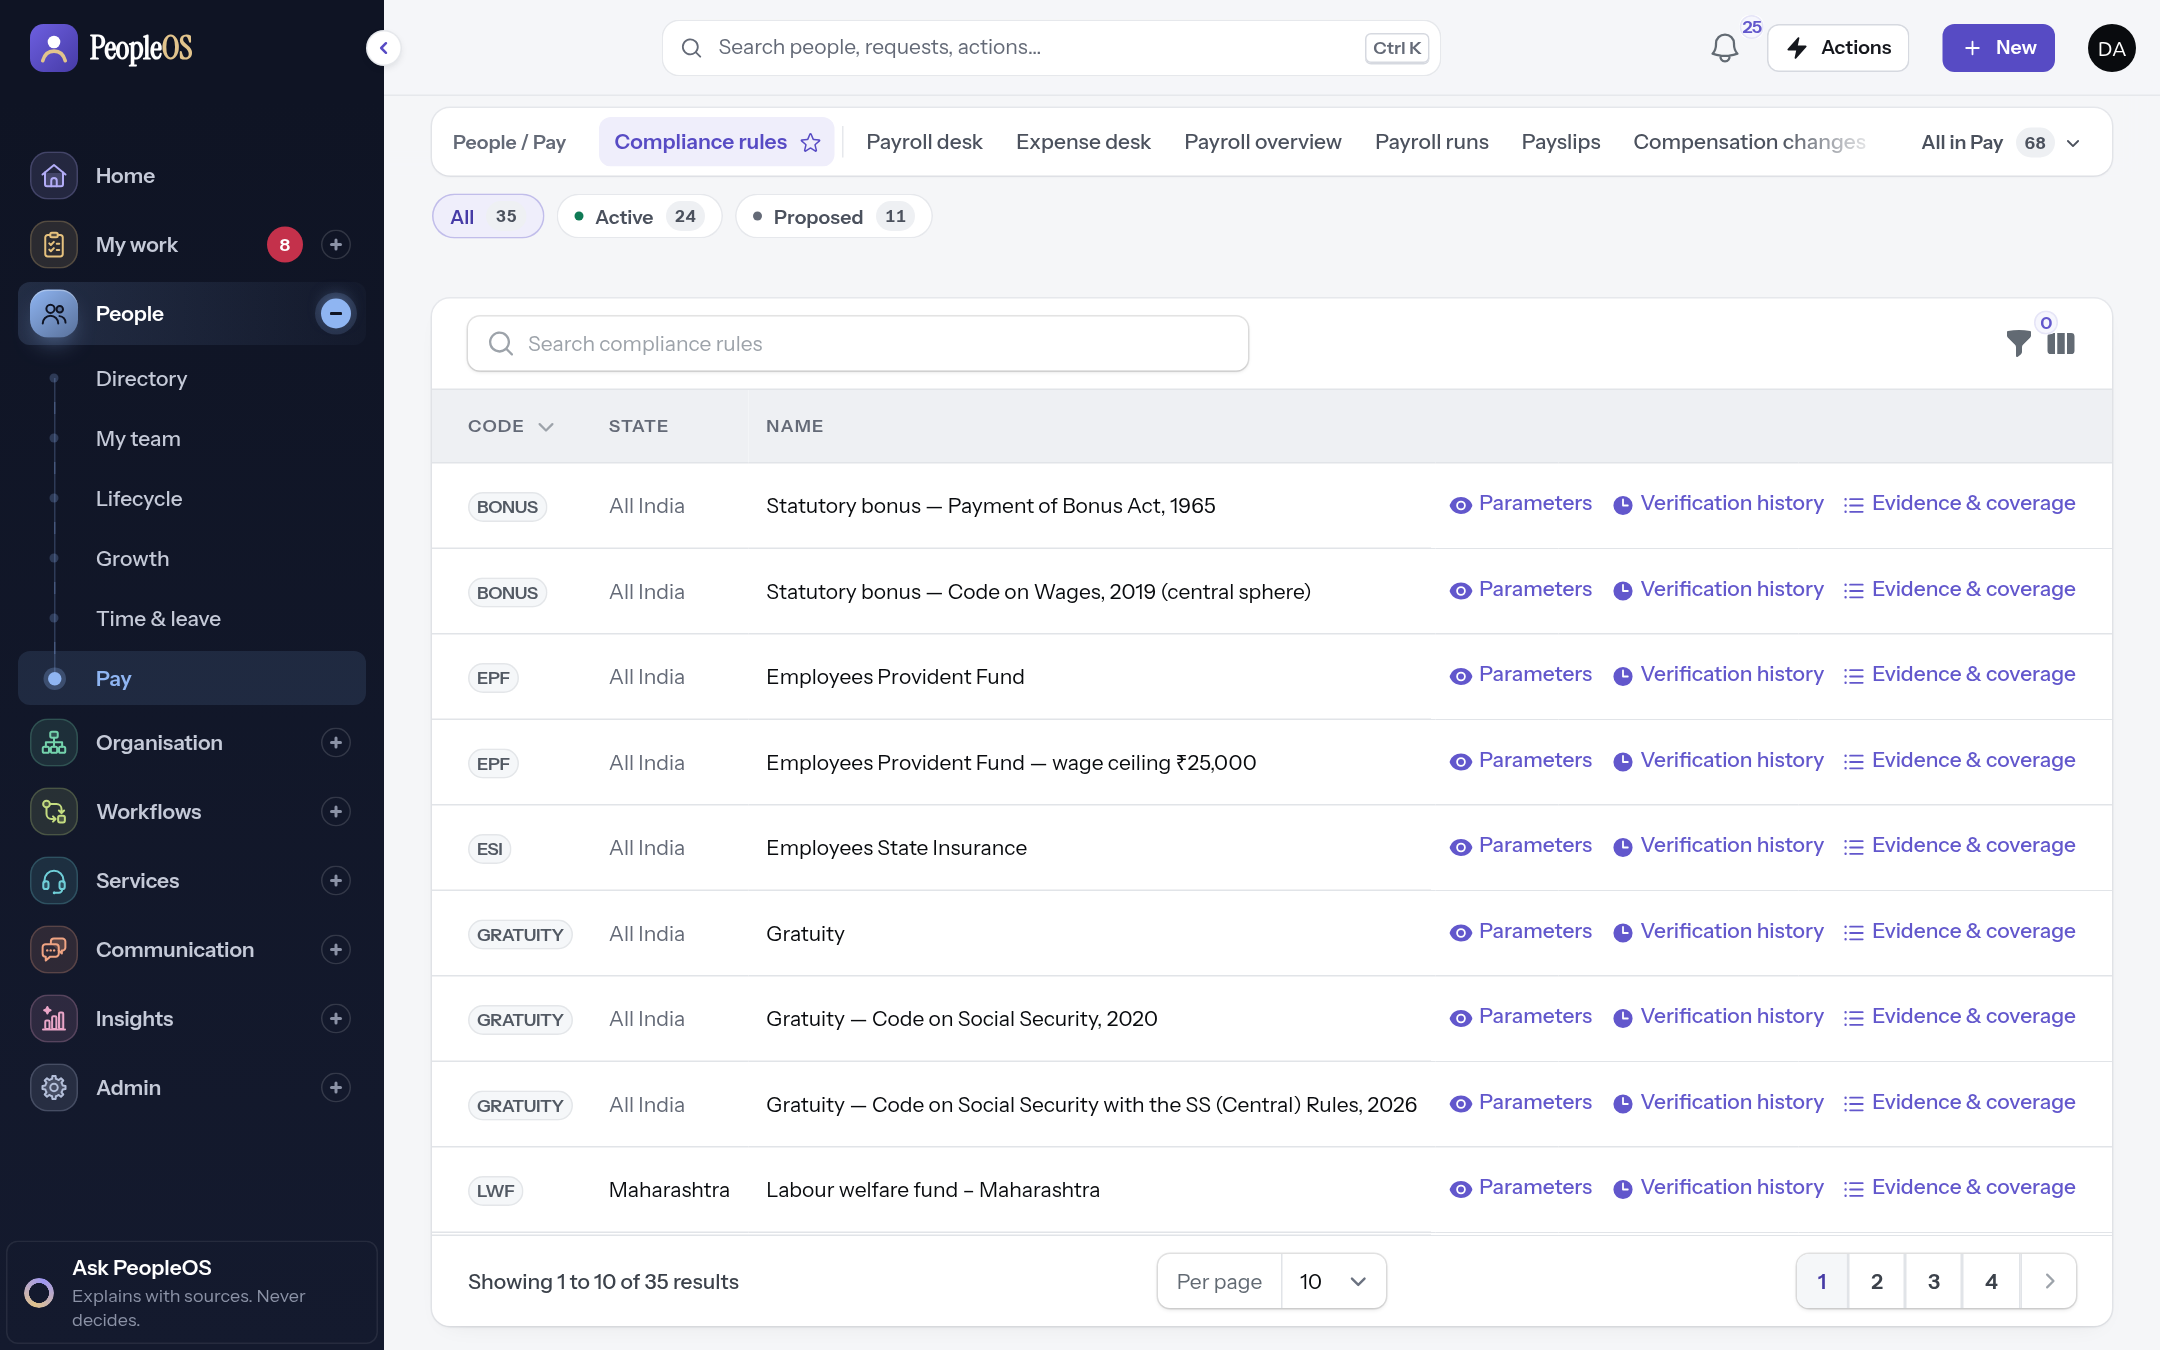 PeopleOS
Search people, requests, actions...
Ctrl K
25
Actions
New
DA
Home
My work
8
People
Directory
My team
Lifecycle
Growth
Time & leave
Pay
Organisation
Workflows
Services
Communication
Insights
Admin
Ask PeopleOS
Explains with sources. Never
decides.
People / Pay
Compliance rules
Payroll desk
Expense desk
Payroll overview
Payroll runs
Payslips
Compensation changes
All in Pay 68
All 35
Active 24
Proposed 11
Search compliance rules
0
CODE STATE NAME
BONUS All India Statutory bonus — Payment of Bonus Act, 1965 Parameters Verification history Evidence & coverage
BONUS All India Statutory bonus — Code on Wages, 2019 (central sphere) Parameters Verification history Evidence & coverage
EPF All India Employees Provident Fund Parameters Verification history Evidence & coverage
EPF All India Employees Provident Fund — wage ceiling ₹25,000 Parameters Verification history Evidence & coverage
ESI All India Employees State Insurance Parameters Verification history Evidence & coverage
GRATUITY All India Gratuity Parameters Verification history Evidence & coverage
GRATUITY All India Gratuity — Code on Social Security, 2020 Parameters Verification history Evidence & coverage
GRATUITY All India Gratuity — Code on Social Security with the SS (Central) Rules, 2026 Parameters Verification history Evidence & coverage
LWF Maharashtra Labour welfare fund – Maharashtra Parameters Verification history Evidence & coverage
Showing 1 to 10 of 35 results
Per page 10
1 2 3 4